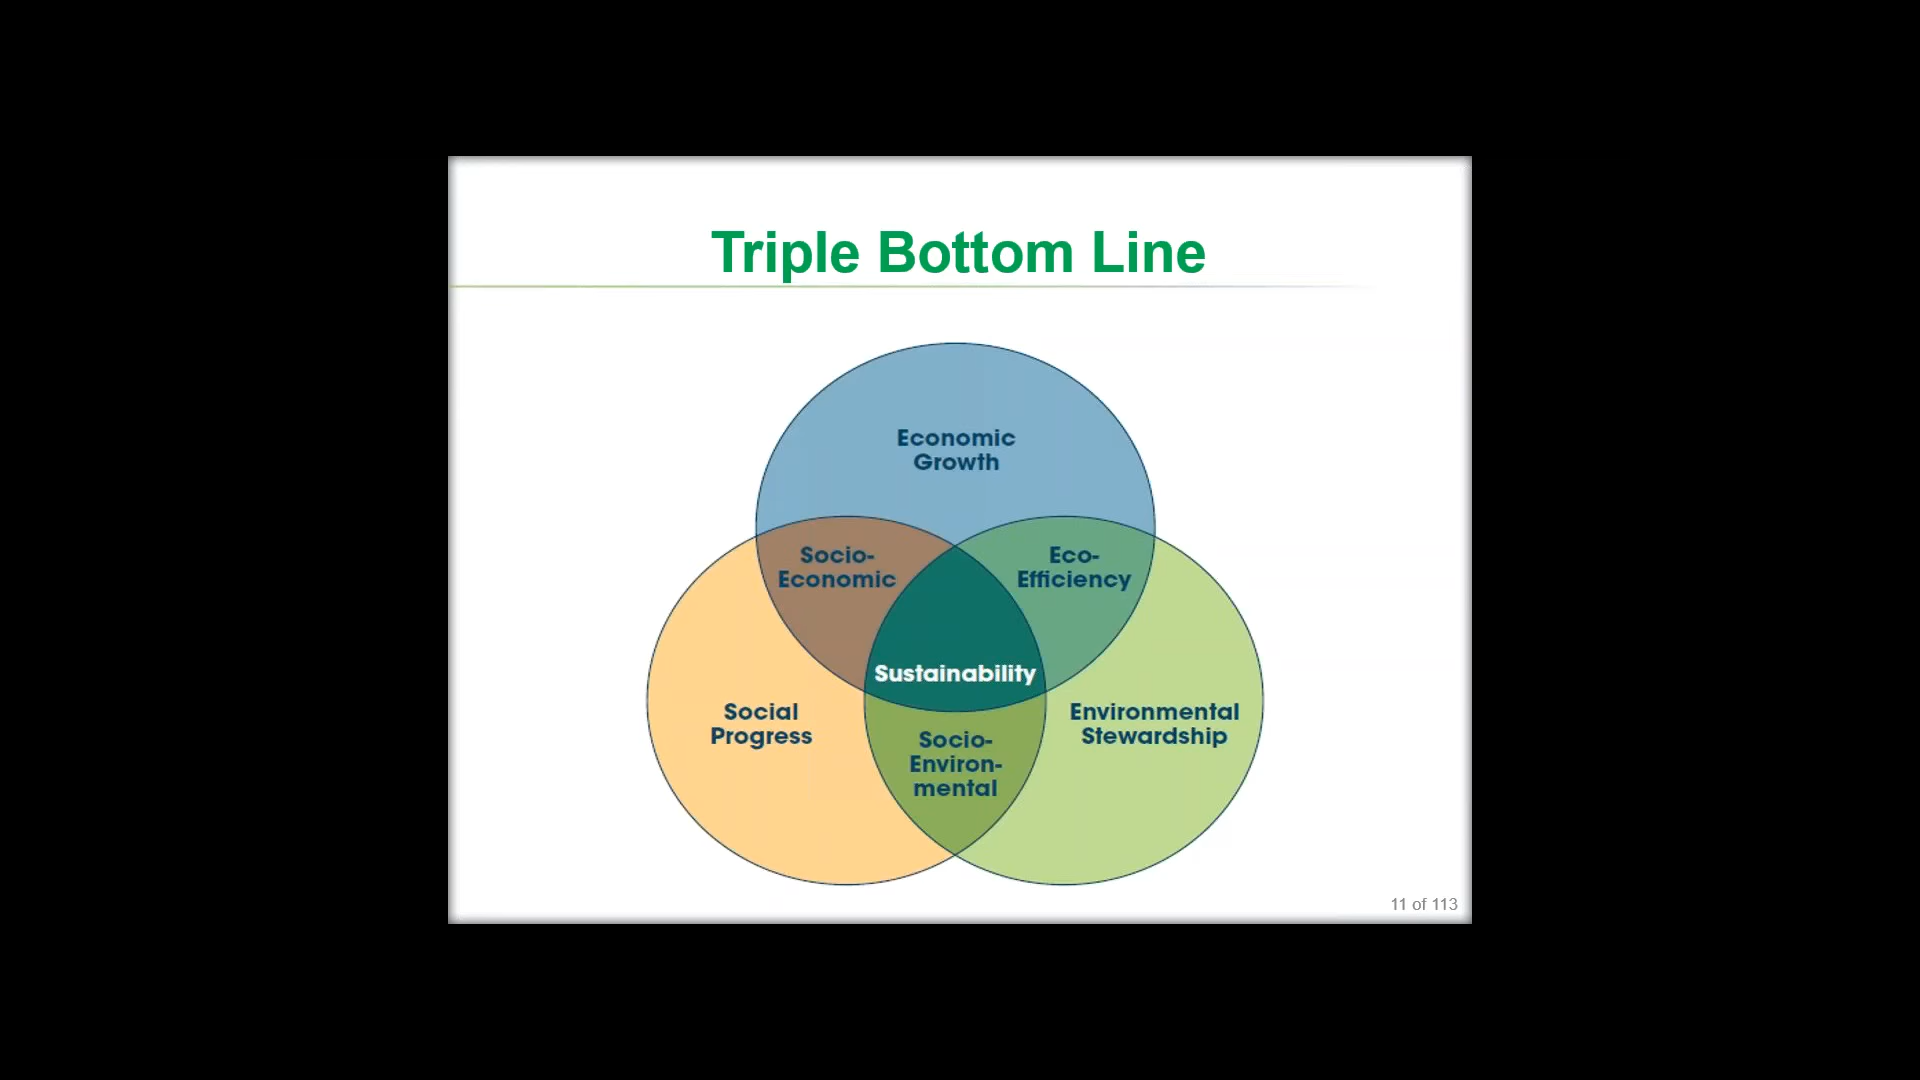 Triple Bottom Line
Economic
Growth
Socio-
Economic
Eco-
Efficiency
Sustainability
Social
Progress
Environmental
Stewardship
Socio-
Environ-
mental
11 of 113